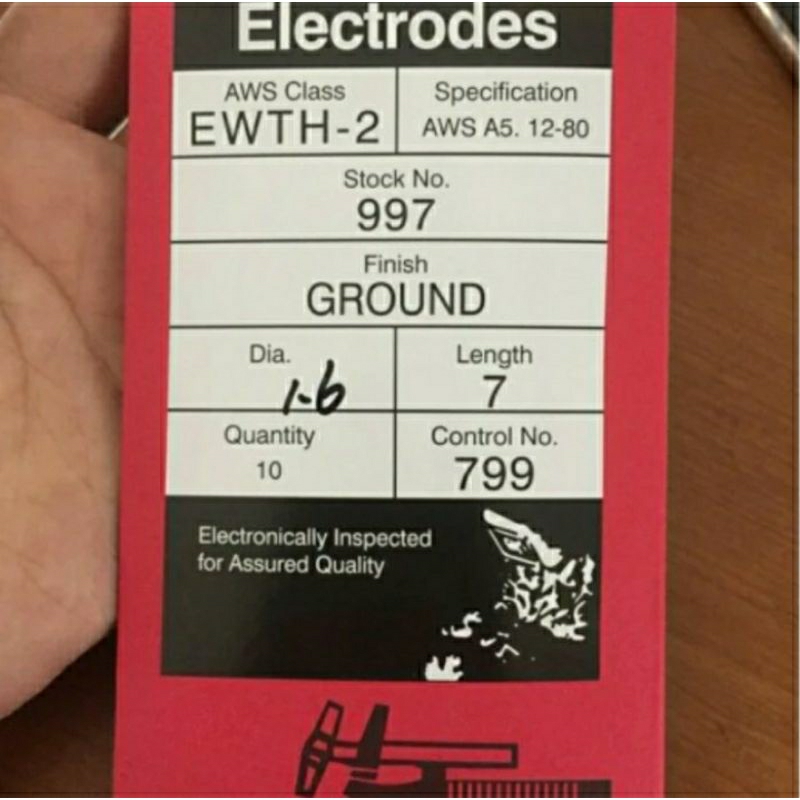 Electrodes
AWS Class
EWTH-2
Specification
AWS A5. 12-80
Stock No.
997
Finish
GROUND
Dia.
1.6
Length
7
Quantity
10
Control No.
799
Electronically Inspected
for Assured Quality